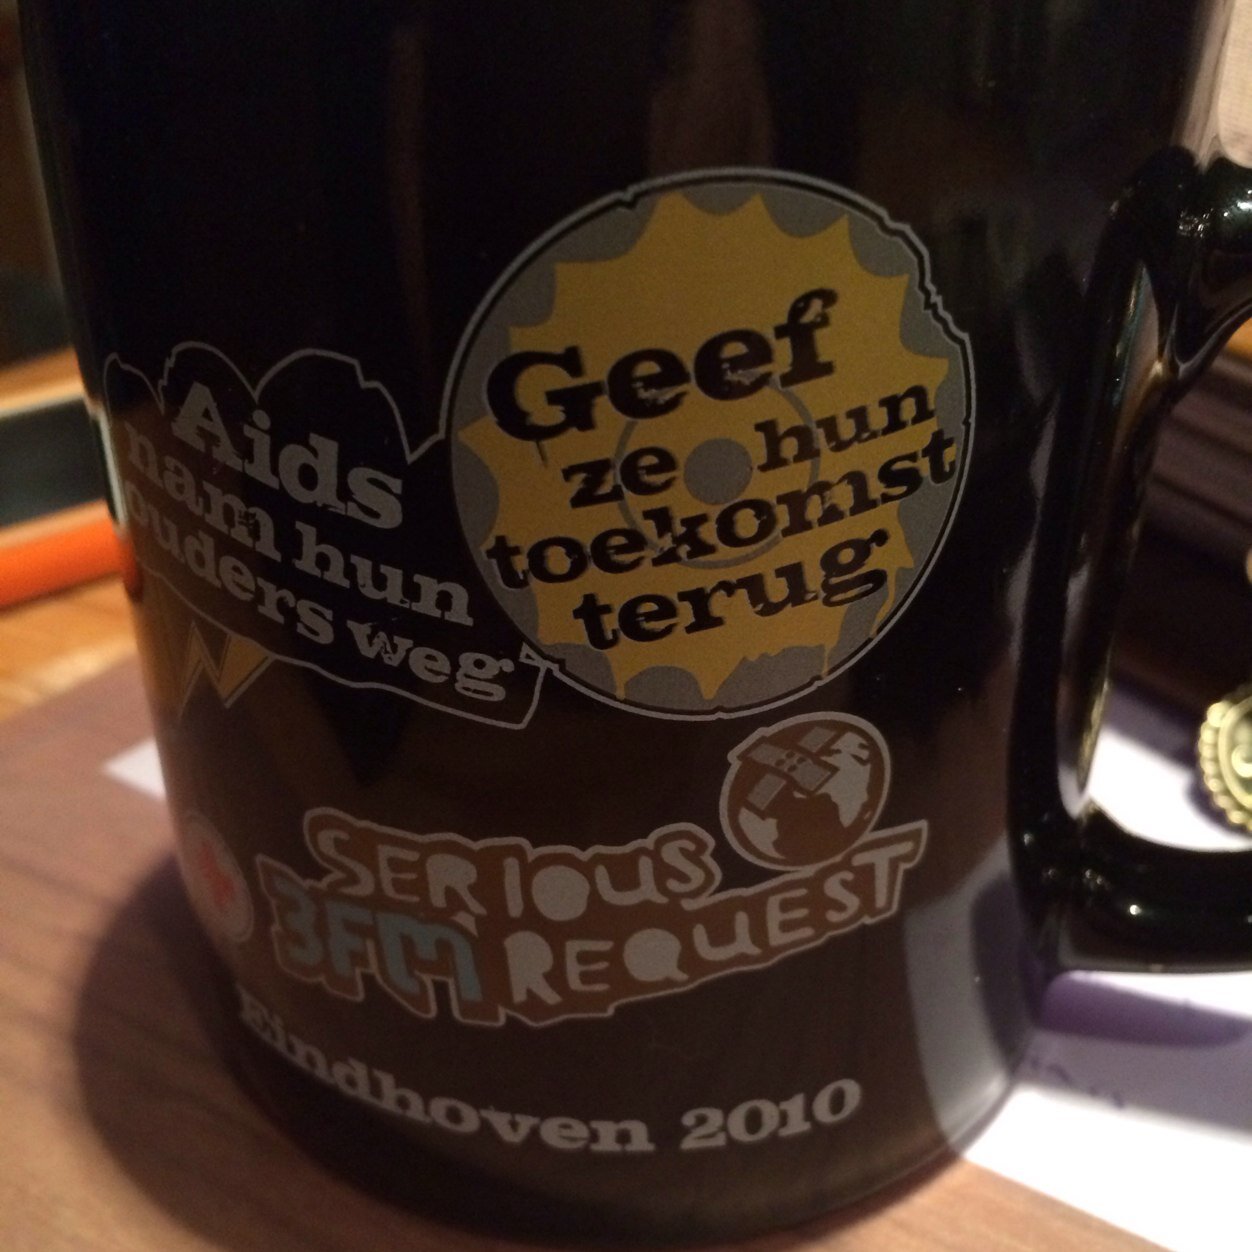 Aids
nam hun
ouders weg
Geef
ze hun
toekomst
terug
SERIOUS
3FM REQUEST
Eindhoven 2010